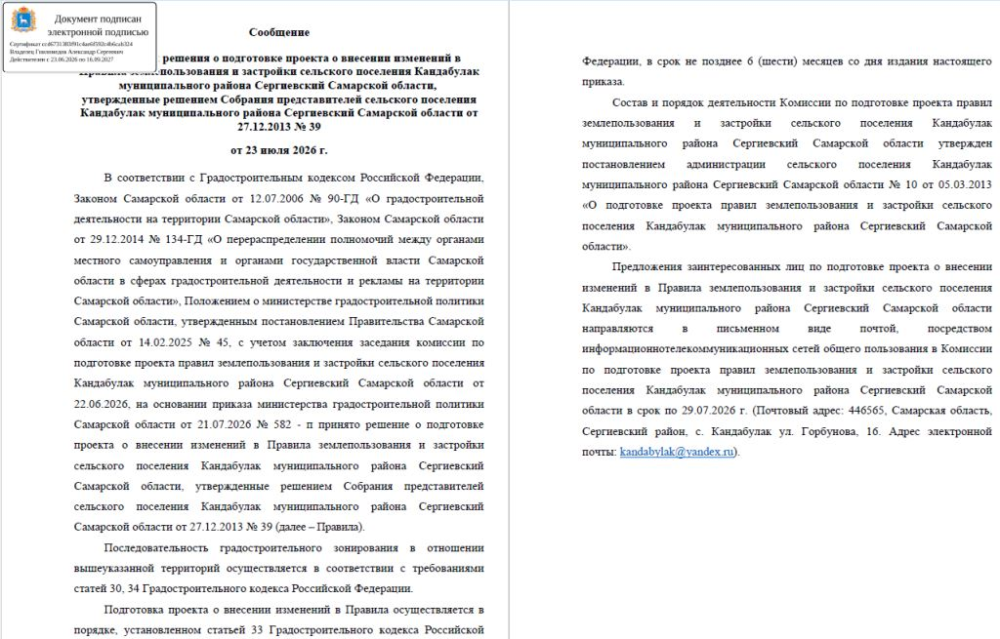 Документ подписан
электронной подписью
Владелец Гнилomedов Александр Сергеевич
Действителен с 23.06.2026 по 16.09.2027
Сообщение
решения о подготовке проекта о внесении изменений в
Правила землепользования и застройки сельского поселения Кандабулак
муниципального района Сергиевский Самарской области,
утвержденные решением Собрания представителей сельского поселения
Кандабулак муниципального района Сергиевский Самарской области от
27.12.2013 № 39
от 23 июля 2026 г.
В соответствии с Градостроительным кодексом Российской Федерации,
Законом Самарской области от 12.07.2006 № 90-ГД «О градостроительной
деятельности на территории Самарской области», Законом Самарской области
от 29.12.2014 № 134-ГД «О перераспределении полномочий между органами
местного самоуправления и органами государственной власти Самарской
области в сферах градостроительной деятельности и рекламы на территории
Самарской области», Положением о министерстве градостроительной политики
Самарской области, утвержденным постановлением Правительства Самарской
области от 14.02.2025 № 45, с учетом заключения заседания комиссии по
подготовке проекта правил землепользования и застройки сельского поселения
Кандабулак муниципального района Сергиевский Самарской области от
22.06.2026, на основании приказа министерства градостроительной политики
Самарской области от 21.07.2026 № 582 - п принято решение о подготовке
проекта о внесении изменений в Правила землепользования и застройки
сельского поселения Кандабулак муниципального района Сергиевский
Самарской области, утвержденные решением Собрания представителей
сельского поселения Кандабулак муниципального района Сергиевский
Самарской области от 27.12.2013 № 39 (далее – Правила).
Последовательность градостроительного зонирования в отношении
вышеуказанной территорий осуществляется в соответствии с требованиями
статей 30, 34 Градостроительного кодекса Российской Федерации.
Подготовка проекта о внесении изменений в Правила осуществляется в
порядке, установленном статьей 33 Градостроительного кодекса Российской
Федерации, в срок не позднее 6 (шести) месяцев со дня издания настоящего
приказа.
Состав и порядок деятельности Комиссии по подготовке проекта правил
землепользования и застройки сельского поселения Кандабулак
муниципального района Сергиевский Самарской области утвержден
постановлением администрации сельского поселения Кандабулак
муниципального района Сергиевский Самарской области № 10 от 05.03.2013
«О подготовке проекта правил землепользования и застройки сельского
поселения Кандабулак муниципального района Сергиевский Самарской
области».
Предложения заинтересованных лиц по подготовке проекта о внесении
изменений в Правила землепользования и застройки сельского поселения
Кандабулак муниципального района Сергиевский Самарской области
направляются в письменном виде почтой, посредством
информационнотелекоммуникационных сетей общего пользования в Комиссии
по подготовке проекта правил землепользования и застройки сельского
поселения Кандабулак муниципального района Сергиевский Самарской
области в срок по 29.07.2026 г. (Почтовый адрес: 446565, Самарская область,
Сергиевский район, с. Кандабулак ул. Горбунова, 16. Адрес электронной
почты: kandabylak@yandex.ru).